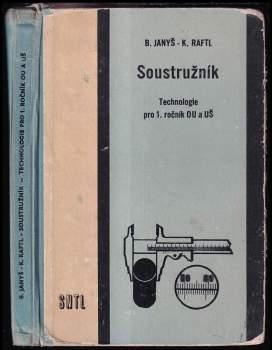 B. JANYŠ - K. RAFTL
Soustružník
Technologie
pro 1. ročník OU a UŠ
SNTL
B. JANYŠ - K. RAFTL - SOUSTRUŽNÍK — TECHNOLOGIE PRO 1. ROČNÍK OU A UŠ